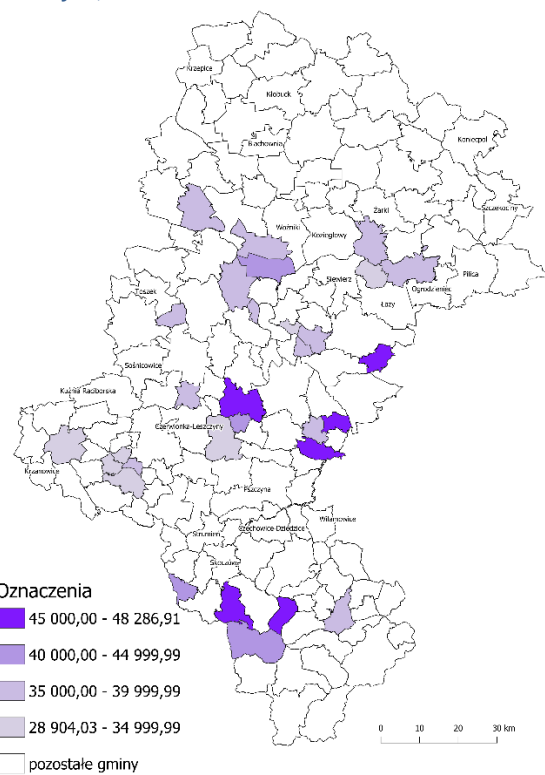 Krzepice
Kłobuck
Blachownia
Koniecpol
Szczekociny
Żarki
Woźniki
Koziegłowy
Siewierz
Pilica
Ogrodzieniec
Łazy
Toszek
Sośnicowice
Kuźnia Raciborska
Czerwionka-Leszczyny
Krzanowice
Pszczyna
Wilamowice
Strumień
Czechowice-Dziedzice
Skoczów
Oznaczenia
45 000,00 - 48 286,91
40 000,00 - 44 999,99
35 000,00 - 39 999,99
28 904,03 - 34 999,99
pozostałe gminy
0 10 20 30 km